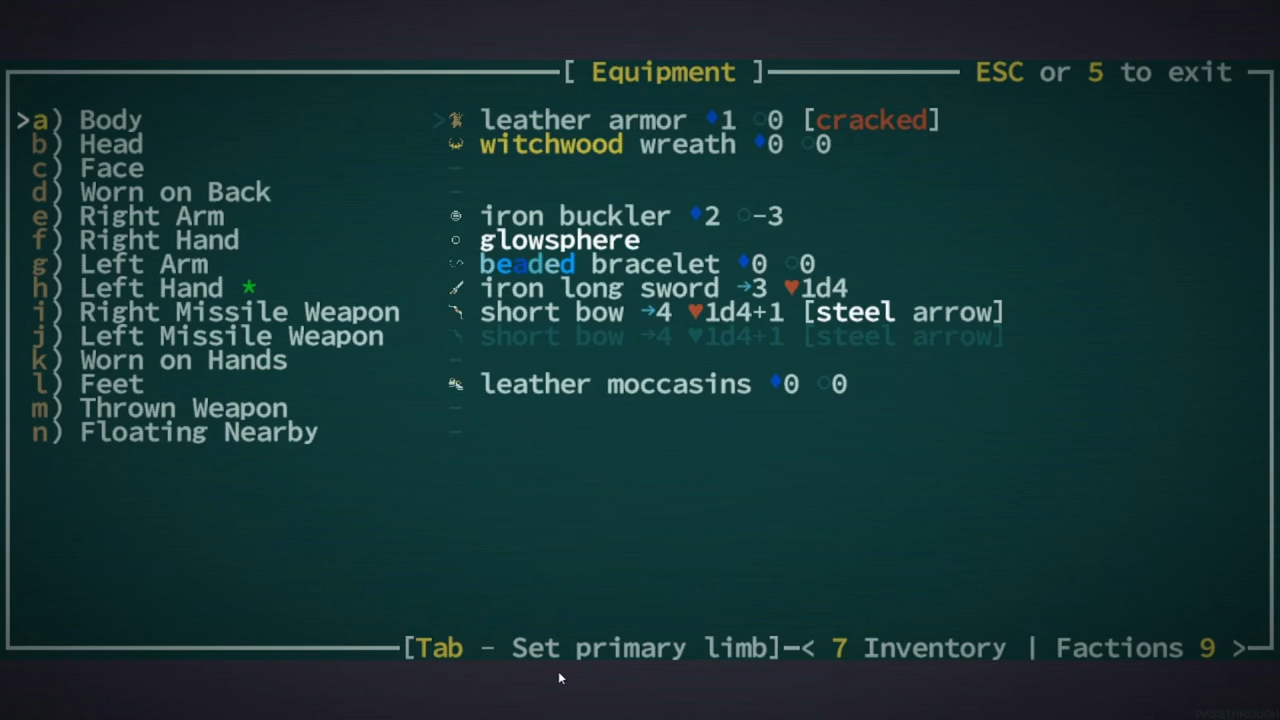 [ Equipment ] ESC or 5 to exit
>a) Body > leather armor ♦1 ○0 [cracked]
b) Head witchwood wreath ♦0 ○0
c) Face –
d) Worn on Back –
e) Right Arm iron buckler ♦2 ○-3
f) Right Hand glowsphere
g) Left Arm beaded bracelet ♦0 ○0
h) Left Hand * iron long sword →3 ♥1d4
i) Right Missile Weapon short bow →4 ♥1d4+1 [steel arrow]
j) Left Missile Weapon short bow →4 ♥1d4+1 [steel arrow]
k) Worn on Hands –
l) Feet leather moccasins ♦0 ○0
m) Thrown Weapon –
n) Floating Nearby –
[Tab - Set primary limb] < 7 Inventory | Factions 9 >